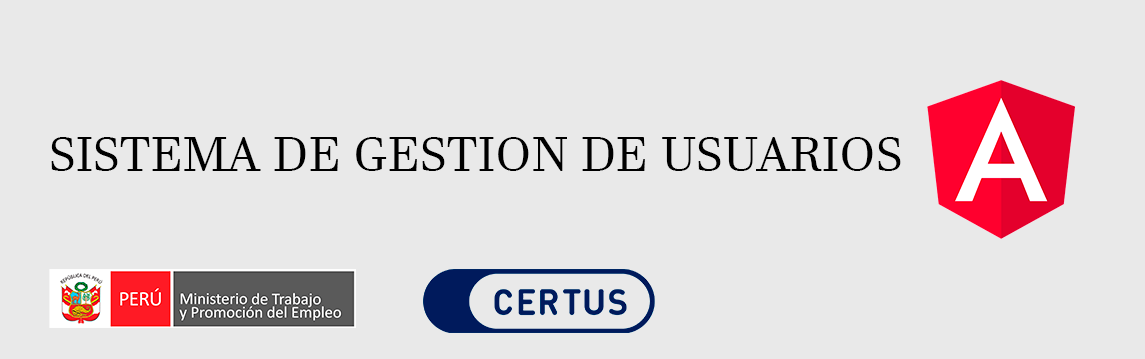 SISTEMA DE GESTION DE USUARIOS
A
REPÚBLICA DEL PERÚ
PERÚ
Ministerio de Trabajo
y Promoción del Empleo
CERTUS